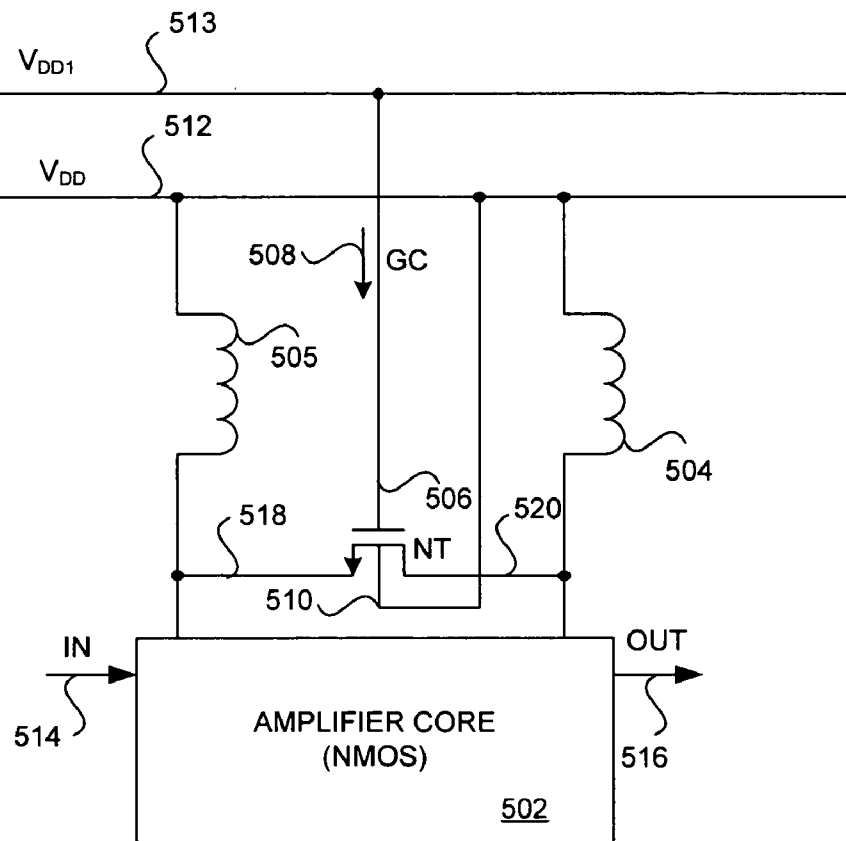 513
V_DD1
512
V_DD
508
GC
505
504
506
518
520
NT
510
IN
OUT
514
AMPLIFIER CORE
(NMOS)
516
502